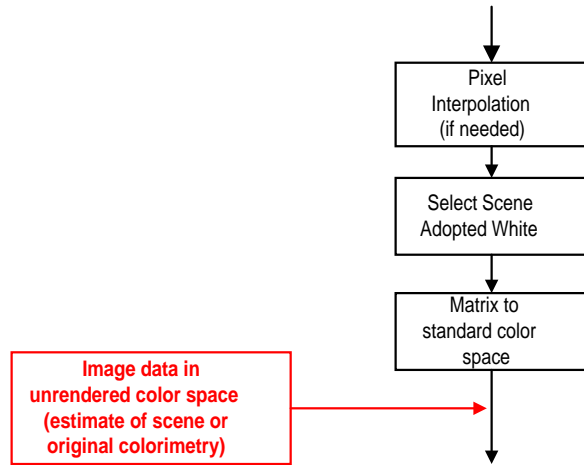 Pixel
Interpolation
(if needed)
Select Scene
Adopted White
Matrix to
standard color
space
Image data in
unrendered color space
(estimate of scene or
original colorimetry)